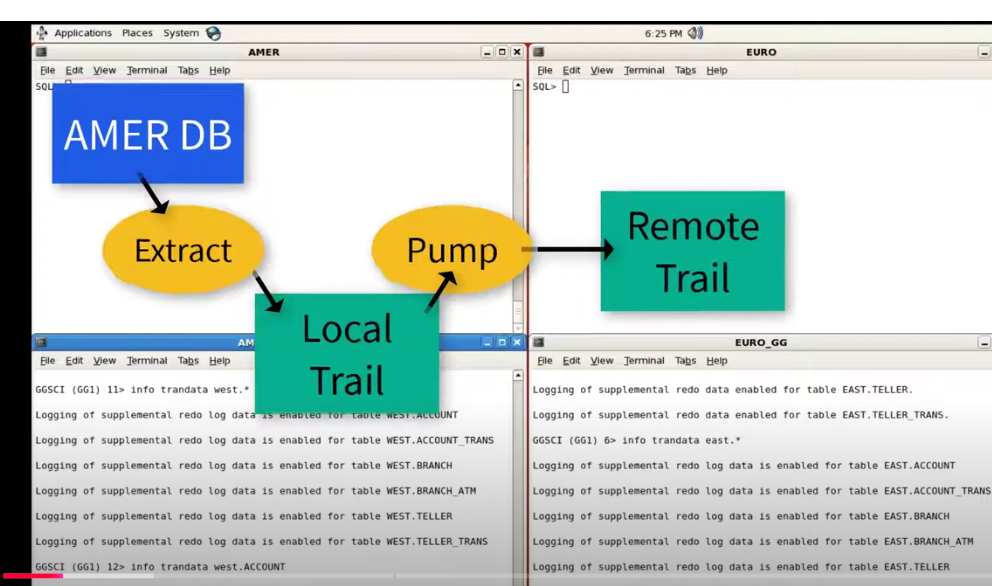 Applications Places System
6:25 PM
AMER
File Edit View Terminal Tabs Help
SQL>
EURO
File Edit View Terminal Tabs Help
SQL>
AMER DB
Extract
Local
Trail
Pump
Remote
Trail
AM
File Edit View Terminal Tabs Help
GGSCI (GG1) 11> info trandata west.*
Logging of supplemental redo log data is enabled for table WEST.ACCOUNT
Logging of supplemental redo log data is enabled for table WEST.ACCOUNT_TRANS
Logging of supplemental redo log data is enabled for table WEST.BRANCH
Logging of supplemental redo log data is enabled for table WEST.BRANCH_ATM
Logging of supplemental redo log data is enabled for table WEST.TELLER
Logging of supplemental redo log data is enabled for table WEST.TELLER_TRANS
GGSCI (GG1) 12> info trandata west.ACCOUNT
EURO_GG
File Edit View Terminal Tabs Help
Logging of supplemental redo data enabled for table EAST.TELLER.
Logging of supplemental redo data enabled for table EAST.TELLER_TRANS.
GGSCI (GG1) 6> info trandata east.*
Logging of supplemental redo log data is enabled for table EAST.ACCOUNT
Logging of supplemental redo log data is enabled for table EAST.ACCOUNT_TRANS
Logging of supplemental redo log data is enabled for table EAST.BRANCH
Logging of supplemental redo log data is enabled for table EAST.BRANCH_ATM
Logging of supplemental redo log data is enabled for table EAST.TELLER